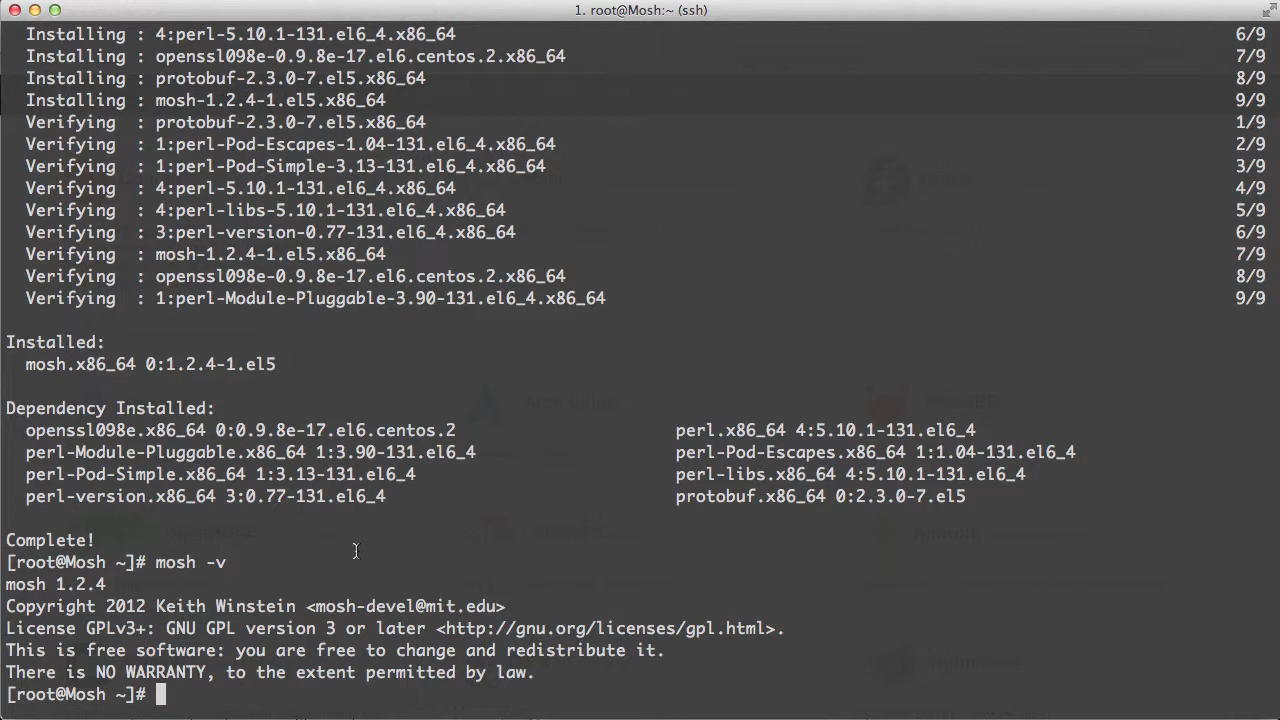 1. root@Mosh:~ (ssh)
Installing : 4:perl-5.10.1-131.el6_4.x86_64 6/9
Installing : openssl098e-0.9.8e-17.el6.centos.2.x86_64 7/9
Installing : protobuf-2.3.0-7.el5.x86_64 8/9
Installing : mosh-1.2.4-1.el5.x86_64 9/9
Verifying : protobuf-2.3.0-7.el5.x86_64 1/9
Verifying : 1:perl-Pod-Escapes-1.04-131.el6_4.x86_64 2/9
Verifying : 1:perl-Pod-Simple-3.13-131.el6_4.x86_64 3/9
Verifying : 4:perl-5.10.1-131.el6_4.x86_64 4/9
Verifying : 4:perl-libs-5.10.1-131.el6_4.x86_64 5/9
Verifying : 3:perl-version-0.77-131.el6_4.x86_64 6/9
Verifying : mosh-1.2.4-1.el5.x86_64 7/9
Verifying : openssl098e-0.9.8e-17.el6.centos.2.x86_64 8/9
Verifying : 1:perl-Module-Pluggable-3.90-131.el6_4.x86_64 9/9
Installed:
mosh.x86_64 0:1.2.4-1.el5
Dependency Installed:
openssl098e.x86_64 0:0.9.8e-17.el6.centos.2 perl.x86_64 4:5.10.1-131.el6_4
perl-Module-Pluggable.x86_64 1:3.90-131.el6_4 perl-Pod-Escapes.x86_64 1:1.04-131.el6_4
perl-Pod-Simple.x86_64 1:3.13-131.el6_4 perl-libs.x86_64 4:5.10.1-131.el6_4
perl-version.x86_64 3:0.77-131.el6_4 protobuf.x86_64 0:2.3.0-7.el5
Complete!
[root@Mosh ~]# mosh -v
mosh 1.2.4
Copyright 2012 Keith Winstein <mosh-devel@mit.edu>
License GPLv3+: GNU GPL version 3 or later <http://gnu.org/licenses/gpl.html>.
This is free software: you are free to change and redistribute it.
There is NO WARRANTY, to the extent permitted by law.
[root@Mosh ~]#